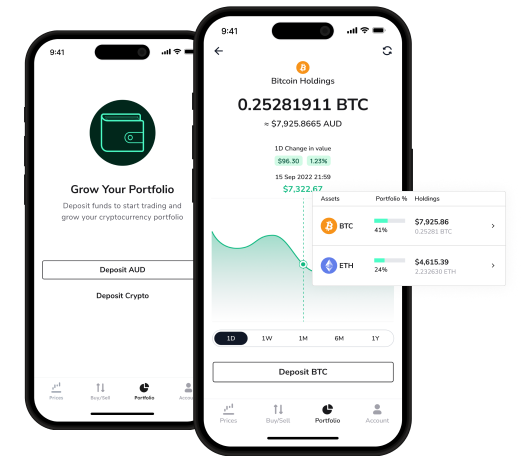 9:41
Grow Your Portfolio
Deposit funds to start trading and
grow your cryptocurrency portfolio
Deposit AUD
Deposit Crypto
Prices
Buy/Sell
Portfolio
9:41
Bitcoin Holdings
0.25281911 BTC
≈ $7,925.8665 AUD
1D Change in value
$96.30 1.23%
15 Sep 2022 21:59
$7,322.67
Assets Portfolio % Holdings
BTC 41% $7,925.86
0.25281 BTC
ETH 24% $4,615.39
2.232630 ETH
1D 1W 1M 6M 1Y
Deposit BTC
Prices Buy/Sell Portfolio Account